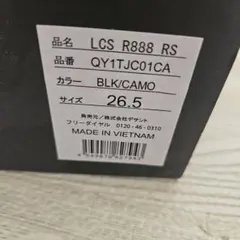 品名 LCS R888 RS
品番 QY1TJC01CA
カラー BLK/CAMO
サイズ 26.5
発売元/株式会社デサント
フリーダイヤル 0120-46-0310
MADE IN VIETNAM